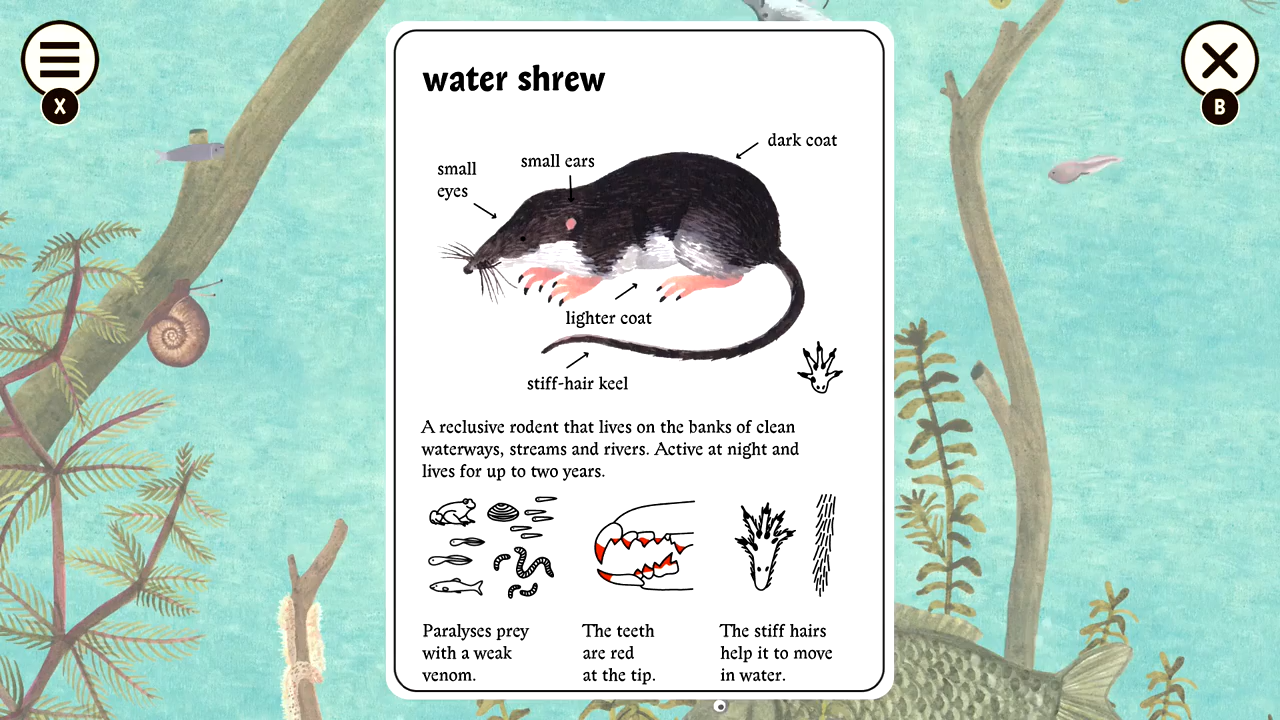 X
B
water shrew
dark coat
small ears
small
eyes
lighter coat
stiff-hair keel
A reclusive rodent that lives on the banks of clean
waterways, streams and rivers. Active at night and
lives for up to two years.
Paralyses prey
with a weak
venom.
The teeth
are red
at the tip.
The stiff hairs
help it to move
in water.